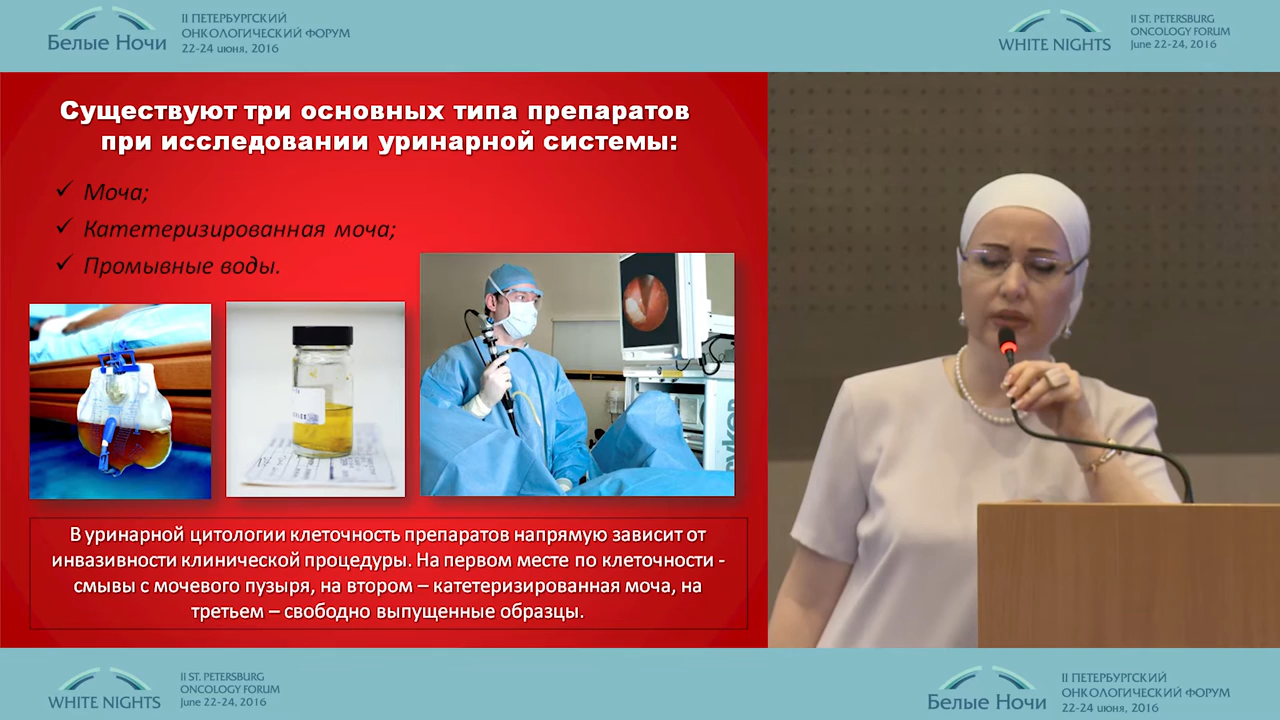 Белые Ночи
II ПЕТЕРБУРГСКИЙ
ОНКОЛОГИЧЕСКИЙ ФОРУМ
22-24 июня, 2016
WHITE NIGHTS
II ST. PETERSBURG
ONCOLOGY FORUM
June 22-24, 2016
Существуют три основных типа препаратов
при исследовании уринарной системы:
✓ Моча;
✓ Катетеризированная моча;
✓ Промывные воды.
В уринарной цитологии клеточность препаратов напрямую зависит от
инвазивности клинической процедуры. На первом месте по клеточности -
смывы с мочевого пузыря, на втором – катетеризированная моча, на
третьем – свободно выпущенные образцы.
WHITE NIGHTS
II ST. PETERSBURG
ONCOLOGY FORUM
June 22-24, 2016
Белые Ночи
II ПЕТЕРБУРГСКИЙ
ОНКОЛОГИЧЕСКИЙ ФОРУМ
22-24 июня, 2016